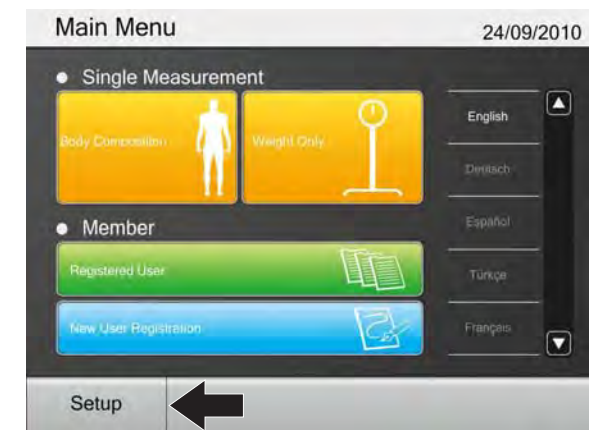 Main Menu
24/09/2010
Single Measurement
Body Composition
Weight Only
English
Deutsch
Español
Member
Registered User
Türkçe
New User Registration
Français
Setup